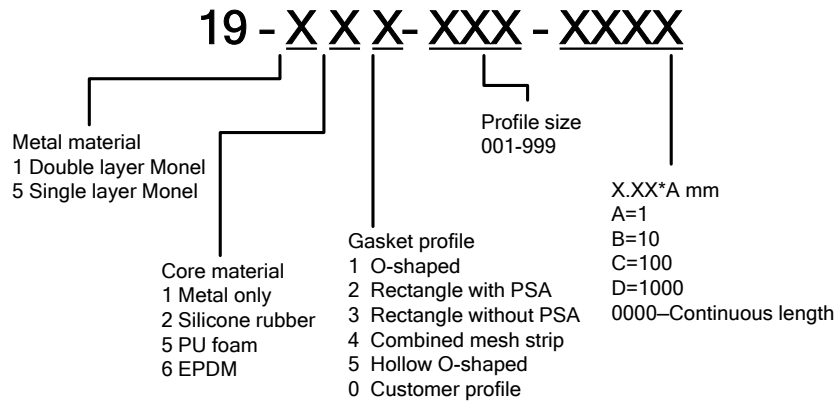 19 - X X X- XXX - XXXX
Metal material
1 Double layer Monel
5 Single layer Monel
Core material
1 Metal only
2 Silicone rubber
5 PU foam
6 EPDM
Gasket profile
1 O-shaped
2 Rectangle with PSA
3 Rectangle without PSA
4 Combined mesh strip
5 Hollow O-shaped
0 Customer profile
Profile size
001-999
X.XX*A mm
A=1
B=10
C=100
D=1000
0000–Continuous length